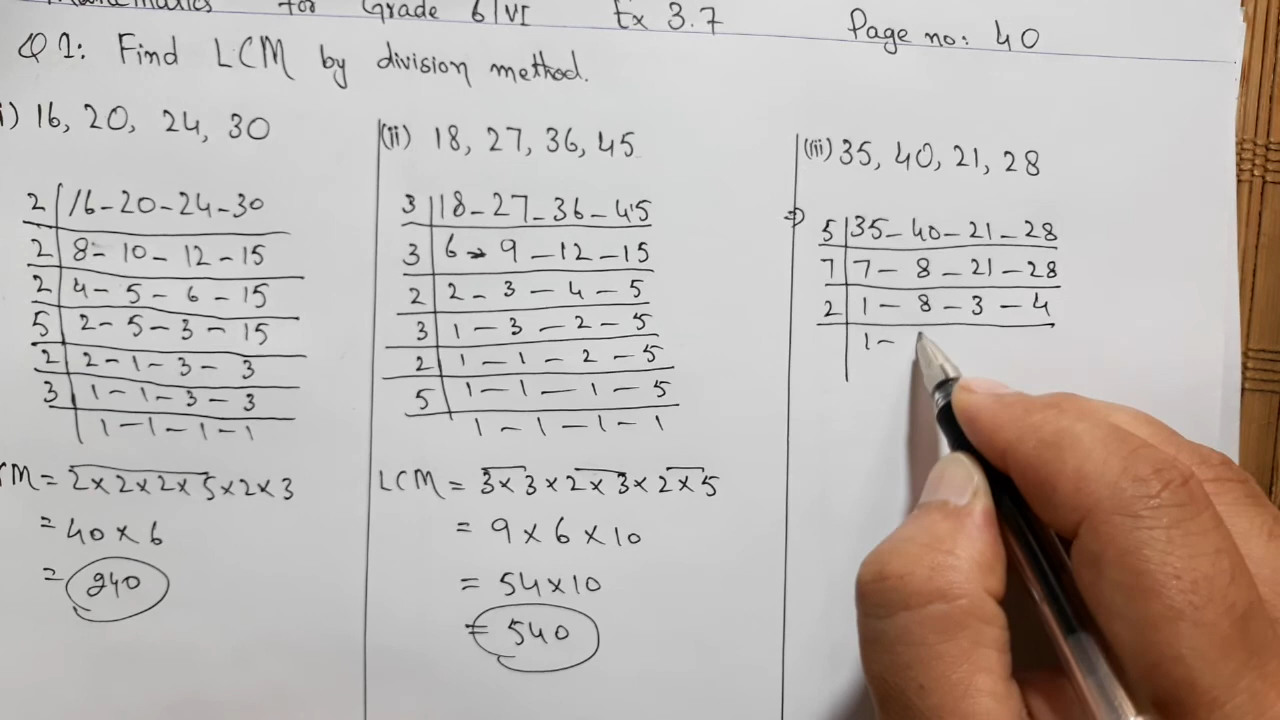 Mathematics for Grade 6/VI Ex 3.7 Page no: 40
Q1: Find LCM by division method.
i) 16, 20, 24, 30
2 16-20-24-30
2 8-10-12-15
2 4-5-6-15
5 2-5-3-15
2 2-1-3-3
3 1-1-3-3
1-1-1-1
CM = 2×2×2×5×2×3
= 40×6
= 240
(ii) 18, 27, 36, 45
3 18-27-36-45
3 6-9-12-15
2 2-3-4-5
3 1-3-2-5
2 1-1-2-5
5 1-1-1-5
1-1-1-1
LCM = 3×3×2×3×2×5
= 9×6×10
= 54×10
= 540
(iii) 35, 40, 21, 28
⇒ 5 35-40-21-28
7 7-8-21-28
2 1-8-3-4
1-